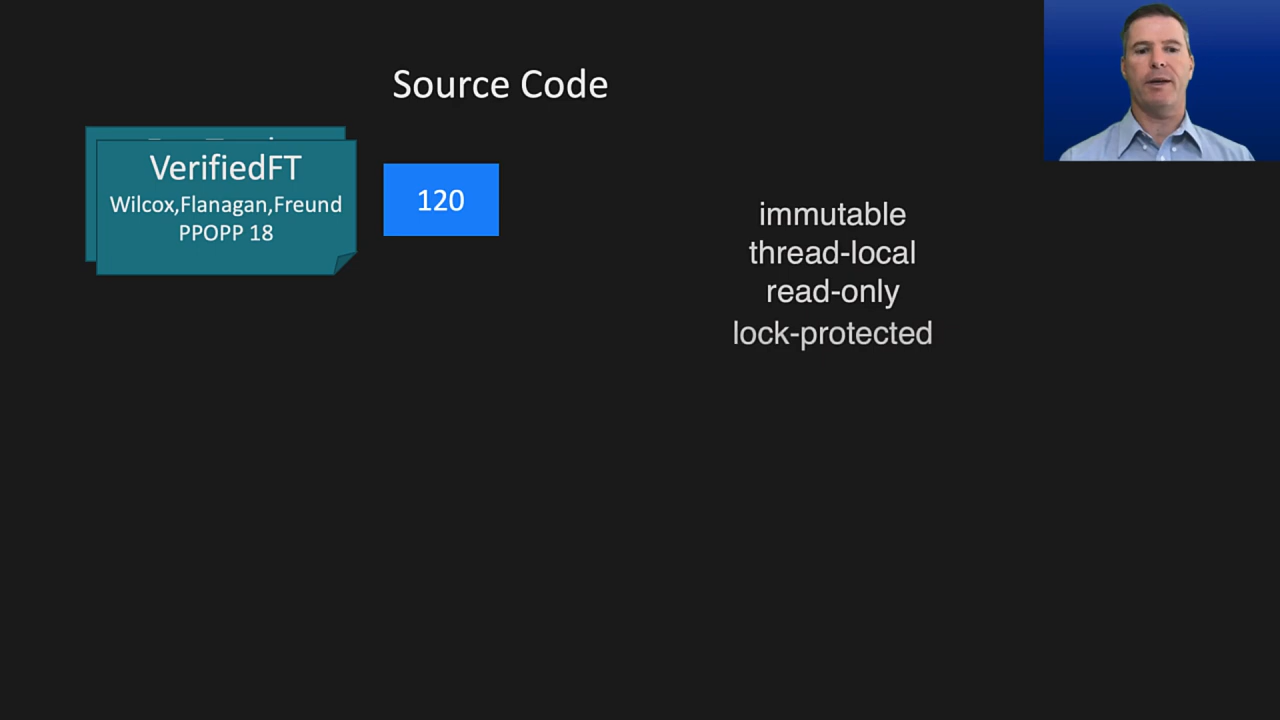 Source Code
VerifiedFT
Wilcox,Flanagan,Freund
PPOPP 18
120
immutable
thread-local
read-only
lock-protected